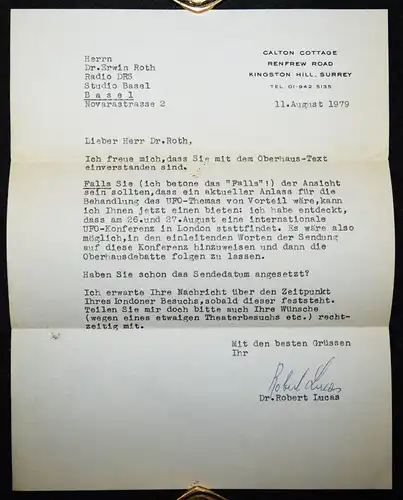 CALTON COTTAGE
RENFREW ROAD
KINGSTON HILL, SURREY
TEL. 01-942 5135
Herrn
Dr.Erwin Roth
Radio DRS
Studio Basel
Basel
Novarastrasse 2
11.August 1979
Lieber Herr Dr.Roth,
Ich freue mich,dass Sie mit dem Oberhaus-Text
einverstanden sind.
Falls Sie (ich betone das "Falls"!) der Ansicht
sein sollten,dass ein aktueller Anlass für die
Behandlung des UFO-Themas von Vorteil wäre,kann
ich Ihnen jetzt einen bieten: ich habe entdeckt,
dass am 26.und 27.August eine internationale
UFO-Konferenz in London stattfindet. Es wäre also
möglich,in den einleitenden Worten der Sendung
auf diese Konferenz hinzuweisen und dann die
Oberhausdebatte folgen zu lassen.
Haben Sie schon das Sendedatum angesetzt?
Ich erwarte Ihre Nachricht über den Zeitpunkt
Ihres Londoner Besuchs,sobald dieser feststeht.
Teilen Sie mir doch bitte auch Ihre Wünsche
(wegen eines etwaigen Theaterbesuchs etc.) recht-
zeitig mit.
Mit den besten Grüssen
Ihr
Robert Lucas
Dr.Robert Lucas